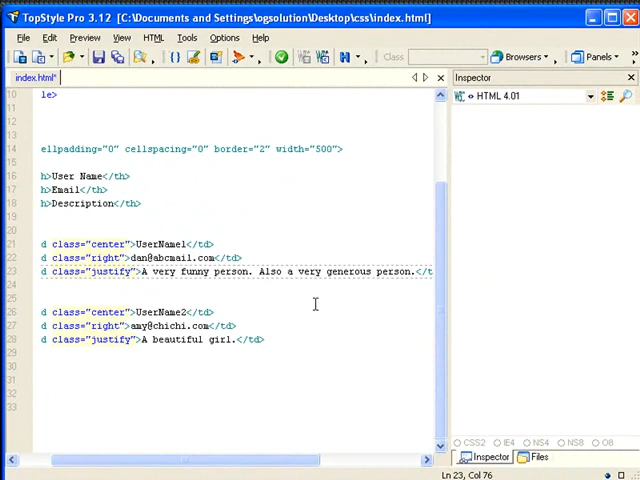 TopStyle Pro 3.12 [C:\Documents and Settings\ogsolution\Desktop\css\index.html]
File Edit Preview View HTML Tools Options Help
Class Browsers Panels
index.html* Inspector
HTML 4.01
10 le>
11
12
13
14 ellpadding="0" cellspacing="0" border="2" width="500">
15
16 h>User Name</th>
17 h>Email</th>
18 h>Description</th>
19
20
21 d class="center">UserName1</td>
22 d class="right">dan@abcmail.com</td>
23 d class="justify">A very funny person. Also a very generous person.</t
24
25
26 d class="center">UserName2</td>
27 d class="right">amy@chichi.com</td>
28 d class="justify">A beautiful girl.</td>
29
30
31
32
33
CSS2 IE4 NS4 NS8 O8
Inspector Files
Ln 23, Col 76